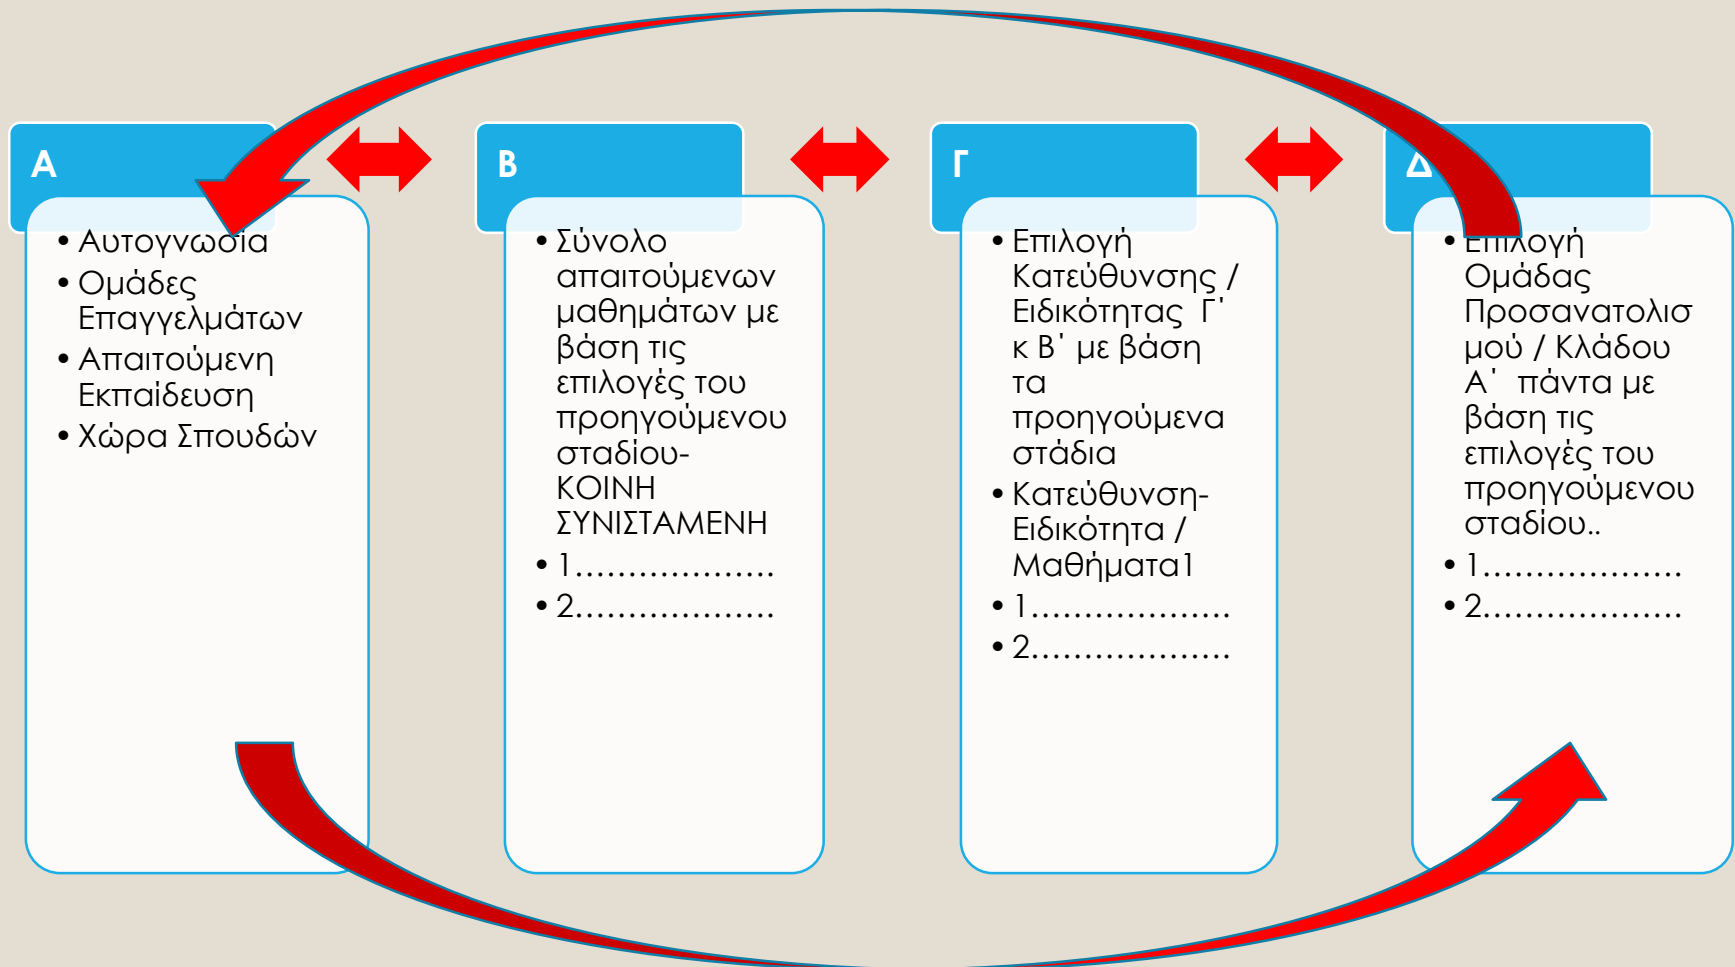 Α
• Αυτογνωσία
• Ομάδες
Επαγγελμάτων
• Απαιτούμενη
Εκπαίδευση
• Χώρα Σπουδών
Β
• Σύνολο
απαιτούμενων
μαθημάτων με
βάση τις
επιλογές του
προηγούμενου
σταδίου-
ΚΟΙΝΗ
ΣΥΝΙΣΤΑΜΕΝΗ
• 1...................
• 2...................
Γ
• Επιλογή
Κατεύθυνσης /
Ειδικότητας Γ΄
κ Β΄ με βάση
τα
προηγούμενα
στάδια
• Κατεύθυνση-
Ειδικότητα /
Μαθήματα1
• 1...................
• 2...................
Δ
• Επιλογή
Ομάδας
Προσανατολισ
μού / Κλάδου
Α΄ πάντα με
βάση τις
επιλογές του
προηγούμενου
σταδίου..
• 1...................
• 2...................